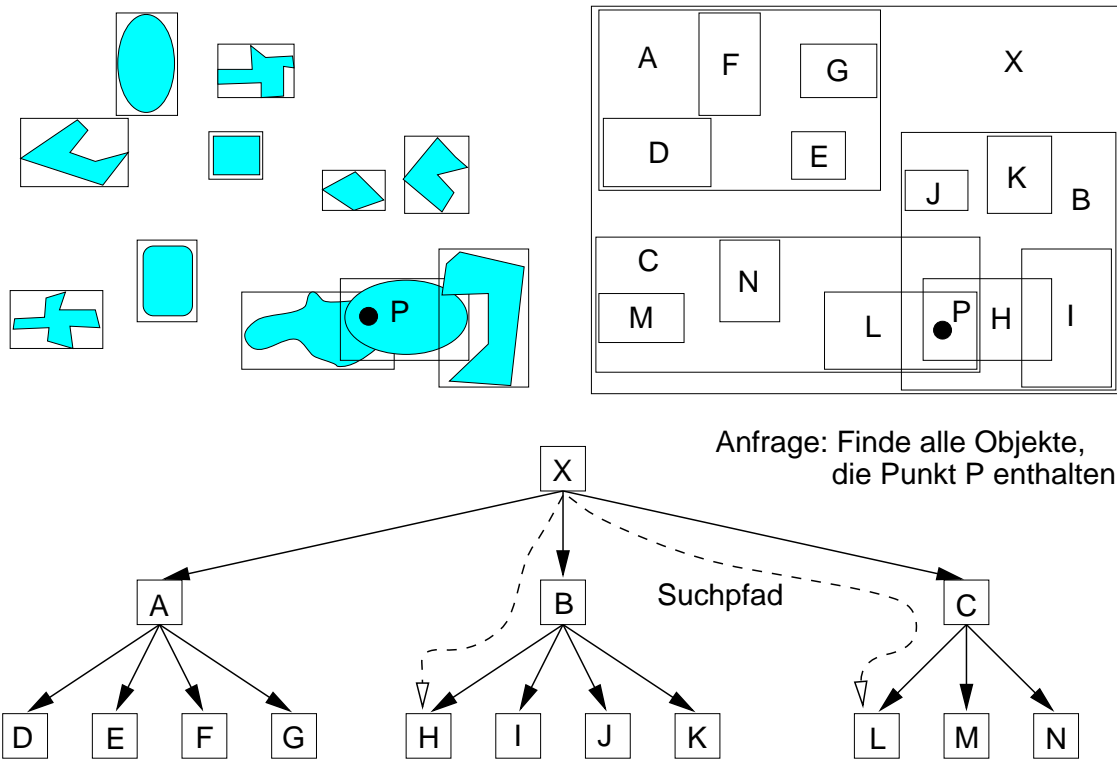 A
F
G
X
D
E
J
K
B
C
N
M
L
P
H
I
P
Anfrage: Finde alle Objekte,
die Punkt P enthalten
X
Suchpfad
A
B
C
D
E
F
G
H
I
J
K
L
M
N